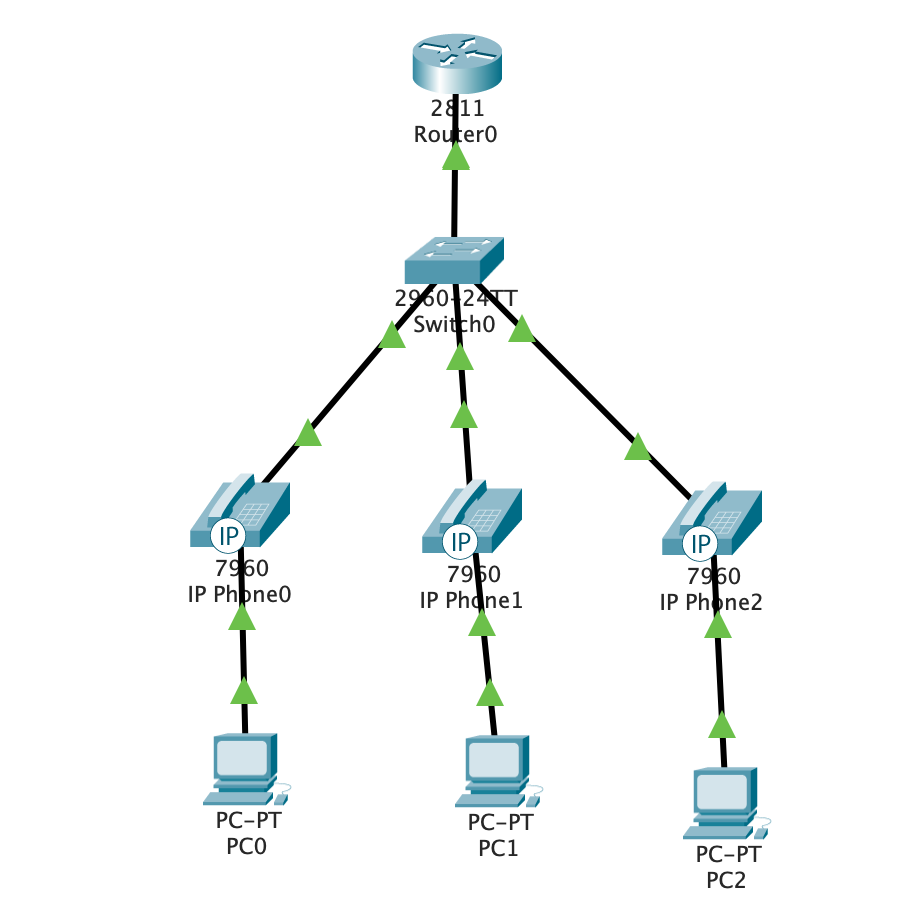 2811
Router0
2960-24TT
Switch0
IP
7960
IP Phone0
IP
7960
IP Phone1
IP
7960
IP Phone2
PC-PT
PC0
PC-PT
PC1
PC-PT
PC2